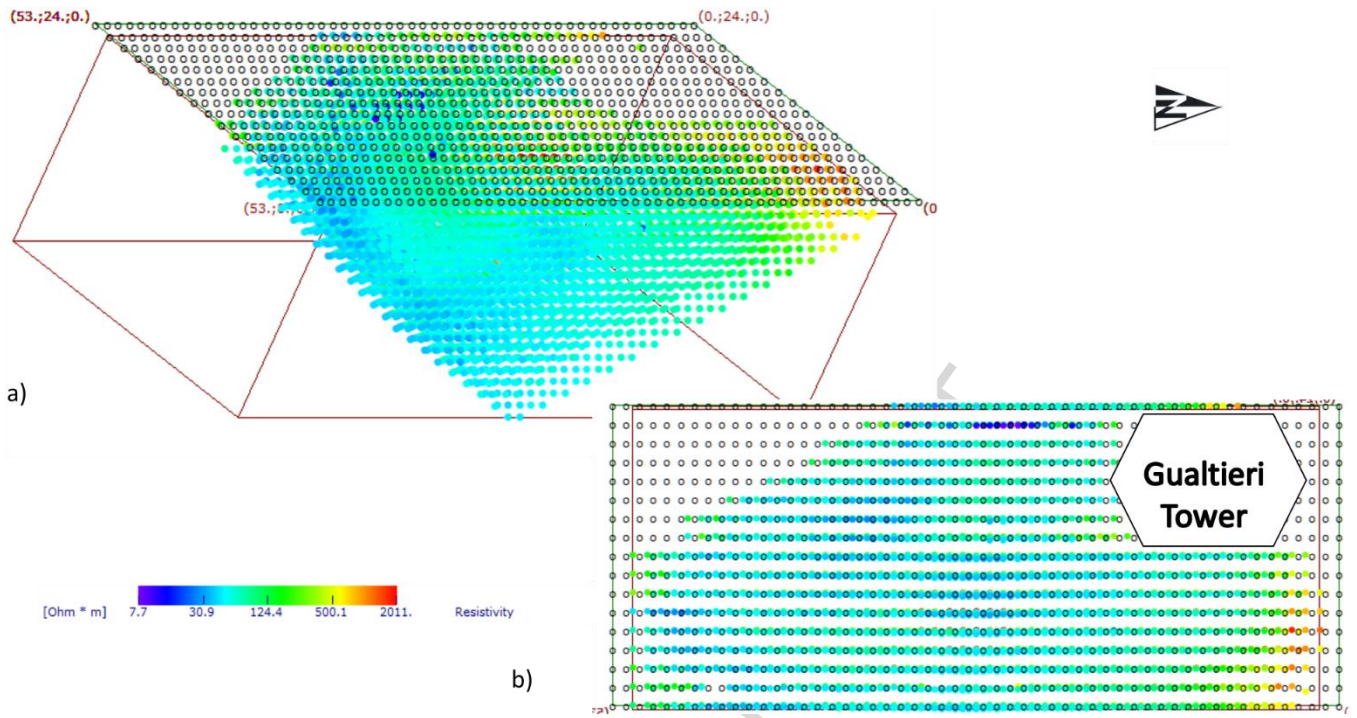 (53.;24.;0.)
(0.;24.;0.)
(53.;
(0
a)
Gualtieri
Tower
[Ohm * m] 7.7 30.9 124.4 500.1 2011. Resistivity
b)